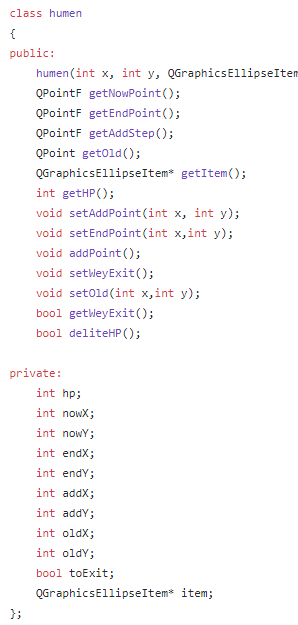 class humen
{
public:
    humen(int x, int y, QGraphicsEllipseItem
    QPointF getNowPoint();
    QPointF getEndPoint();
    QPointF getAddStep();
    QPoint getOld();
    QGraphicsEllipseItem* getItem();
    int getHP();
    void setAddPoint(int x, int y);
    void setEndPoint(int x,int y);
    void addPoint();
    void setWeyExit();
    void setOld(int x,int y);
    bool getWeyExit();
    bool deliteHP();

private:
    int hp;
    int nowX;
    int nowY;
    int endX;
    int endY;
    int addX;
    int addY;
    int oldX;
    int oldY;
    bool toExit;
    QGraphicsEllipseItem* item;
};